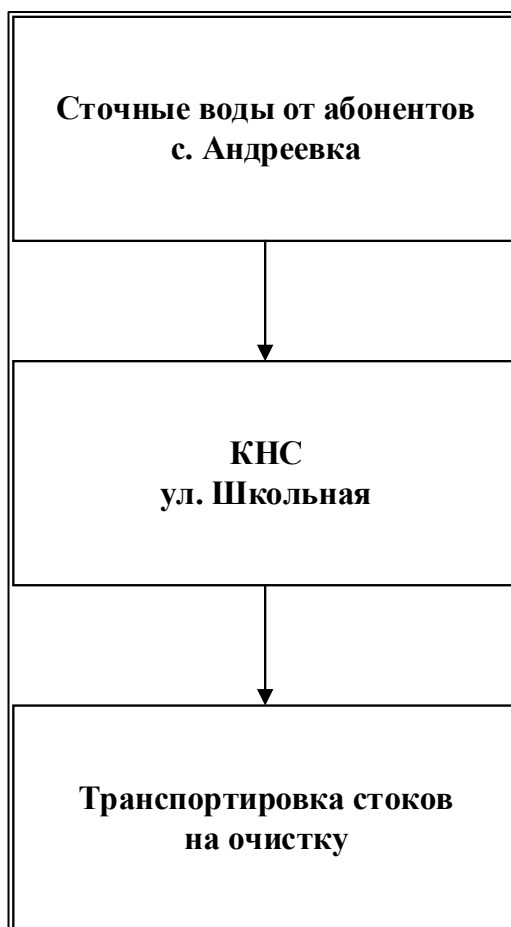 Сточные воды от абонентов
с. Андреевка
КНС
ул. Школьная
Транспортировка стоков
на очистку